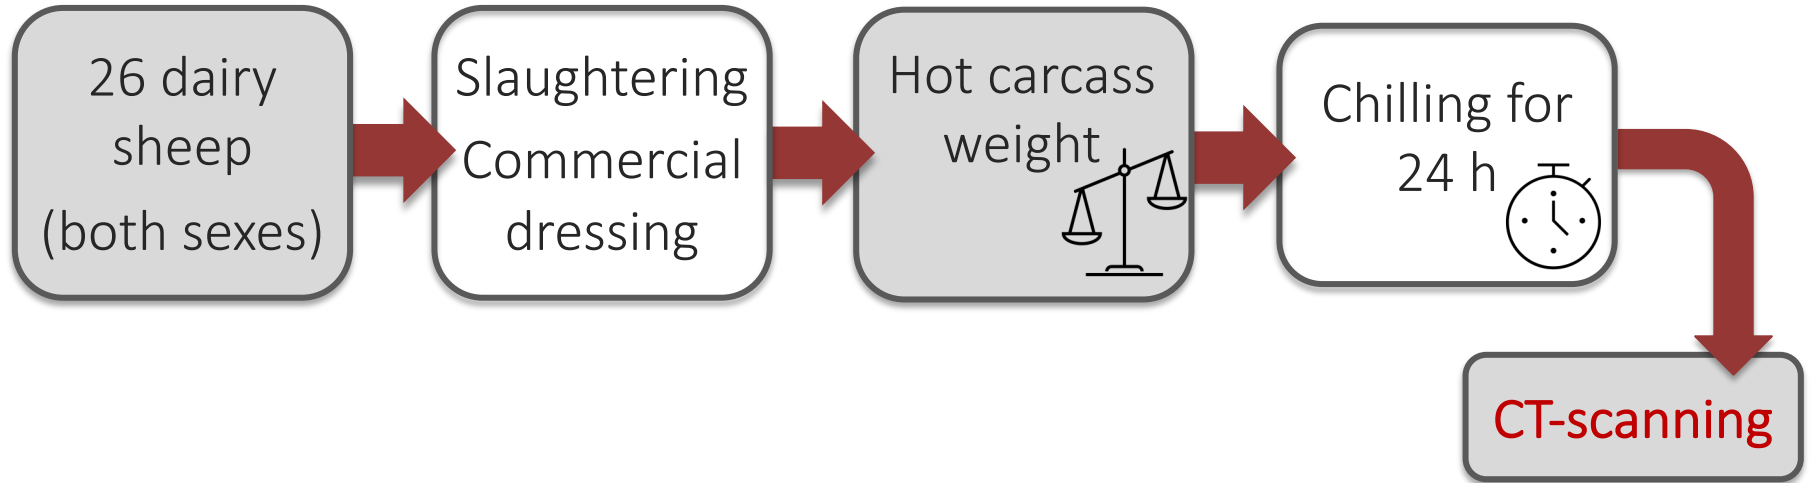 26 dairy
sheep
(both sexes)
Slaughtering
Commercial
dressing
Hot carcass
weight
Chilling for
24 h
CT-scanning